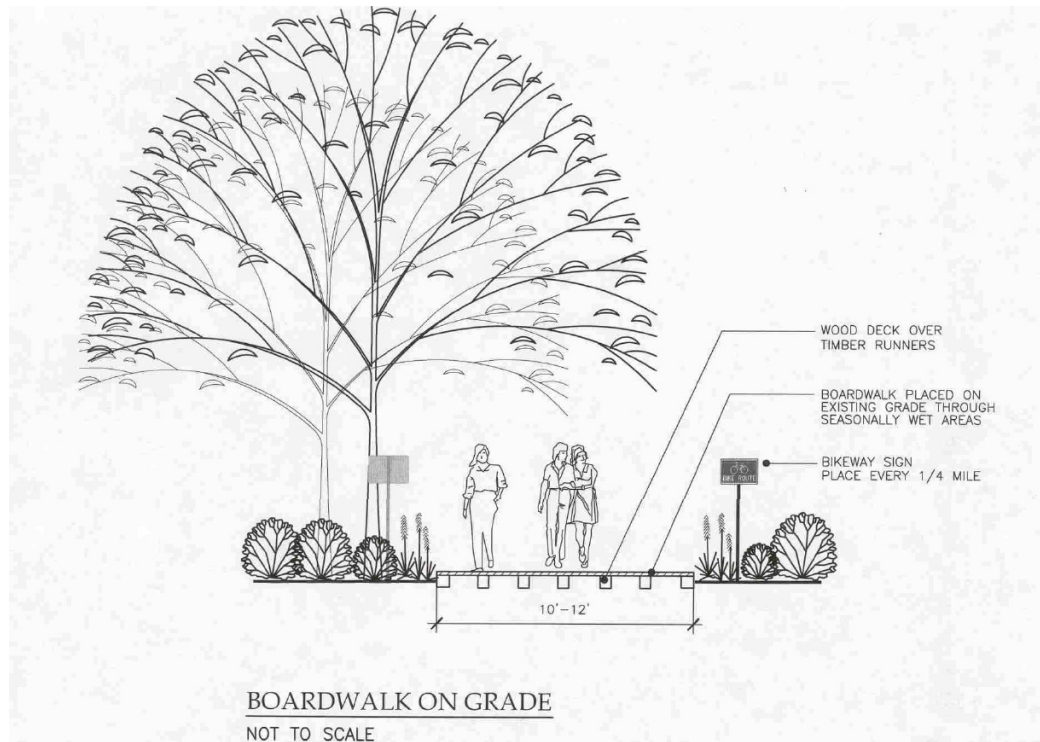 WOOD DECK OVER
TIMBER RUNNERS
BOARDWALK PLACED ON
EXISTING GRADE THROUGH
SEASONALLY WET AREAS
BIKE ROUTE
BIKEWAY SIGN
PLACE EVERY 1/4 MILE
10'-12'
BOARDWALK ON GRADE
NOT TO SCALE